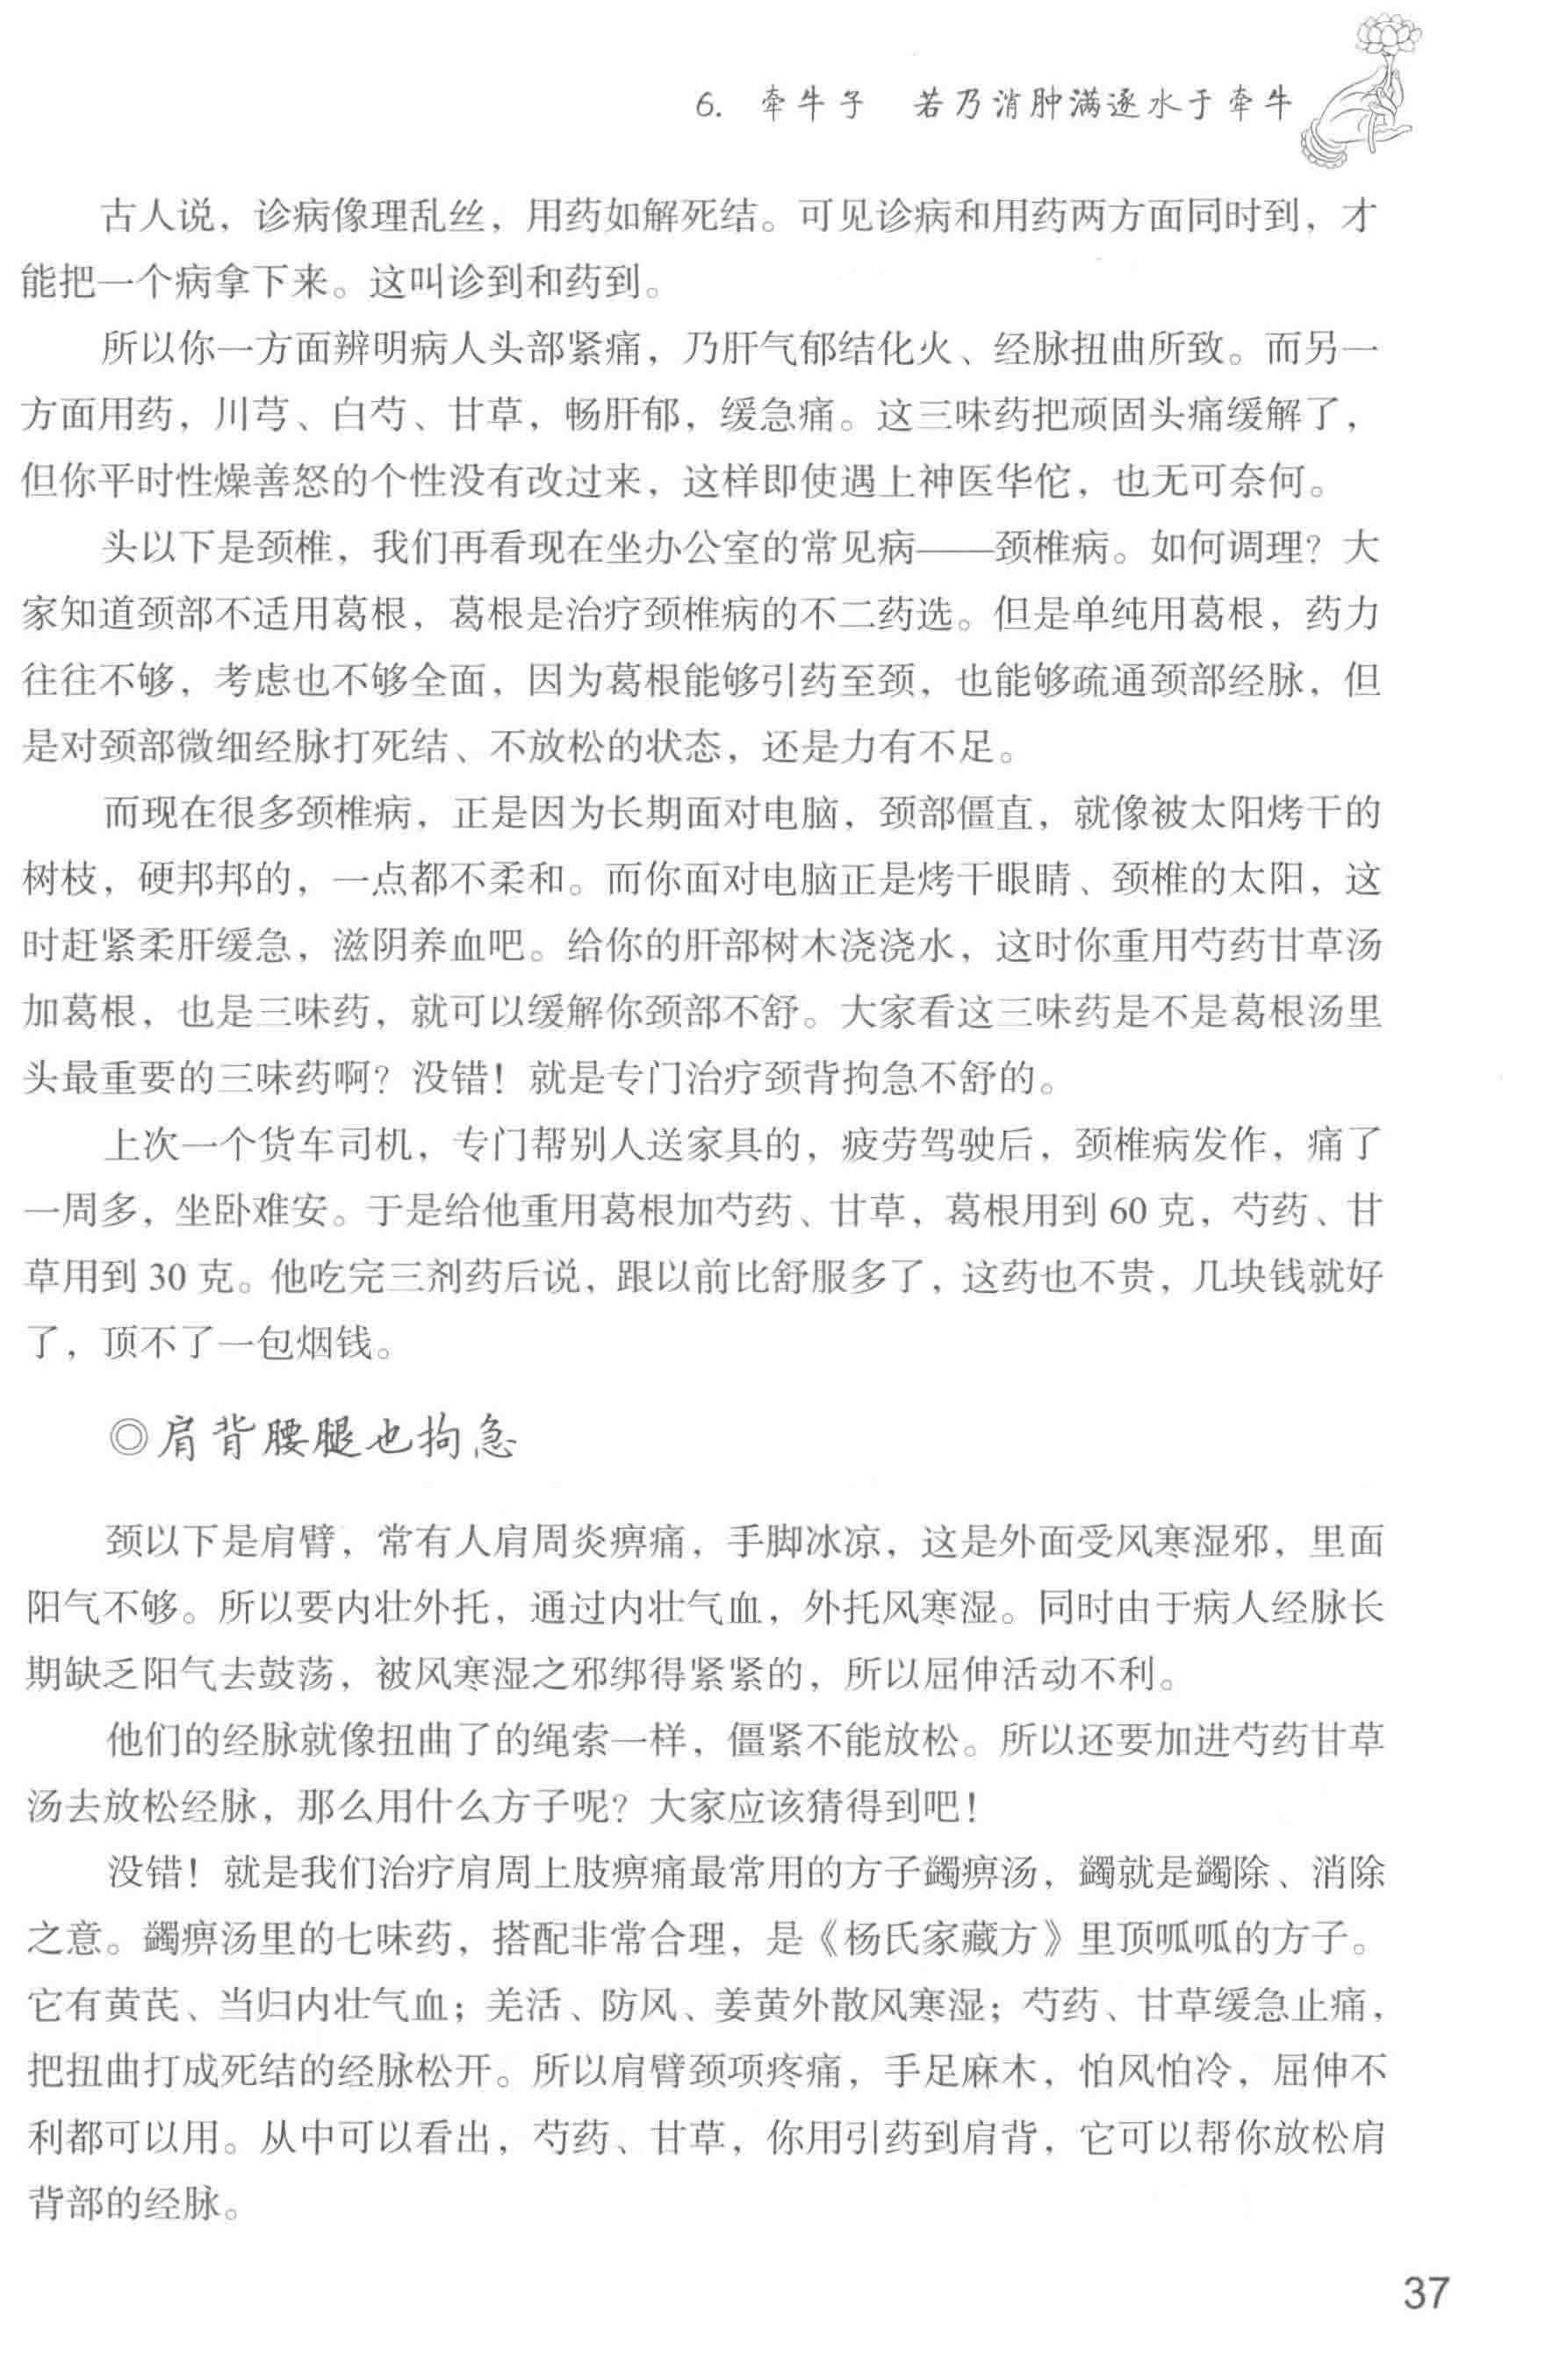 6. 牵牛子　若乃消肿满逐水于牵牛
古人说，诊病像理乱丝，用药如解死结。可见诊病和用药两方面同时到，才
能把一个病拿下来。这叫诊到和药到。
所以你一方面辨明病人头部紧痛，乃肝气郁结化火、经脉扭曲所致。而另一
方面用药，川芎、白芍、甘草，畅肝郁，缓急痛。这三味药把顽固头痛缓解了，
但你平时性燥善怒的个性没有改过来，这样即使遇上神医华佗，也无可奈何。
头以下是颈椎，我们再看现在坐办公室的常见病——颈椎病。如何调理？大
家知道颈部不适用葛根，葛根是治疗颈椎病的不二药选。但是单纯用葛根，药力
往往不够，考虑也不够全面，因为葛根能够引药至颈，也能够疏通颈部经脉，但
是对颈部微细经脉打死结、不放松的状态，还是力有不足。
而现在很多颈椎病，正是因为长期面对电脑，颈部僵直，就像被太阳烤干的
树枝，硬邦邦的，一点都不柔和。而你面对电脑正是烤干眼睛、颈椎的太阳，这
时赶紧柔肝缓急，滋阴养血吧。给你的肝部树木浇浇水，这时你重用芍药甘草汤
加葛根，也是三味药，就可以缓解你颈部不舒。大家看这三味药是不是葛根汤里
头最重要的三味药啊？没错！就是专门治疗颈背拘急不舒的。
上次一个货车司机，专门帮别人送家具的，疲劳驾驶后，颈椎病发作，痛了
一周多，坐卧难安。于是给他重用葛根加芍药、甘草，葛根用到 60 克，芍药、甘
草用到 30 克。他吃完三剂药后说，跟以前比舒服多了，这药也不贵，几块钱就好
了，顶不了一包烟钱。
◎肩背腰腿也拘急
颈以下是肩臂，常有人肩周炎痹痛，手脚冰凉，这是外面受风寒湿邪，里面
阳气不够。所以要内壮外托，通过内壮气血，外托风寒湿。同时由于病人经脉长
期缺乏阳气去鼓荡，被风寒湿之邪绑得紧紧的，所以屈伸活动不利。
他们的经脉就像扭曲了的绳索一样，僵紧不能放松。所以还要加进芍药甘草
汤去放松经脉，那么用什么方子呢？大家应该猜得到吧！
没错！就是我们治疗肩周上肢痹痛最常用的方子蠲痹汤，蠲就是蠲除、消除
之意。蠲痹汤里的七味药，搭配非常合理，是《杨氏家藏方》里顶呱呱的方子。
它有黄芪、当归内壮气血；羌活、防风、姜黄外散风寒湿；芍药、甘草缓急止痛，
把扭曲打成死结的经脉松开。所以肩臂颈项疼痛，手足麻木，怕风怕冷，屈伸不
利都可以用。从中可以看出，芍药、甘草，你用引药到肩背，它可以帮你放松肩
背部的经脉。
37